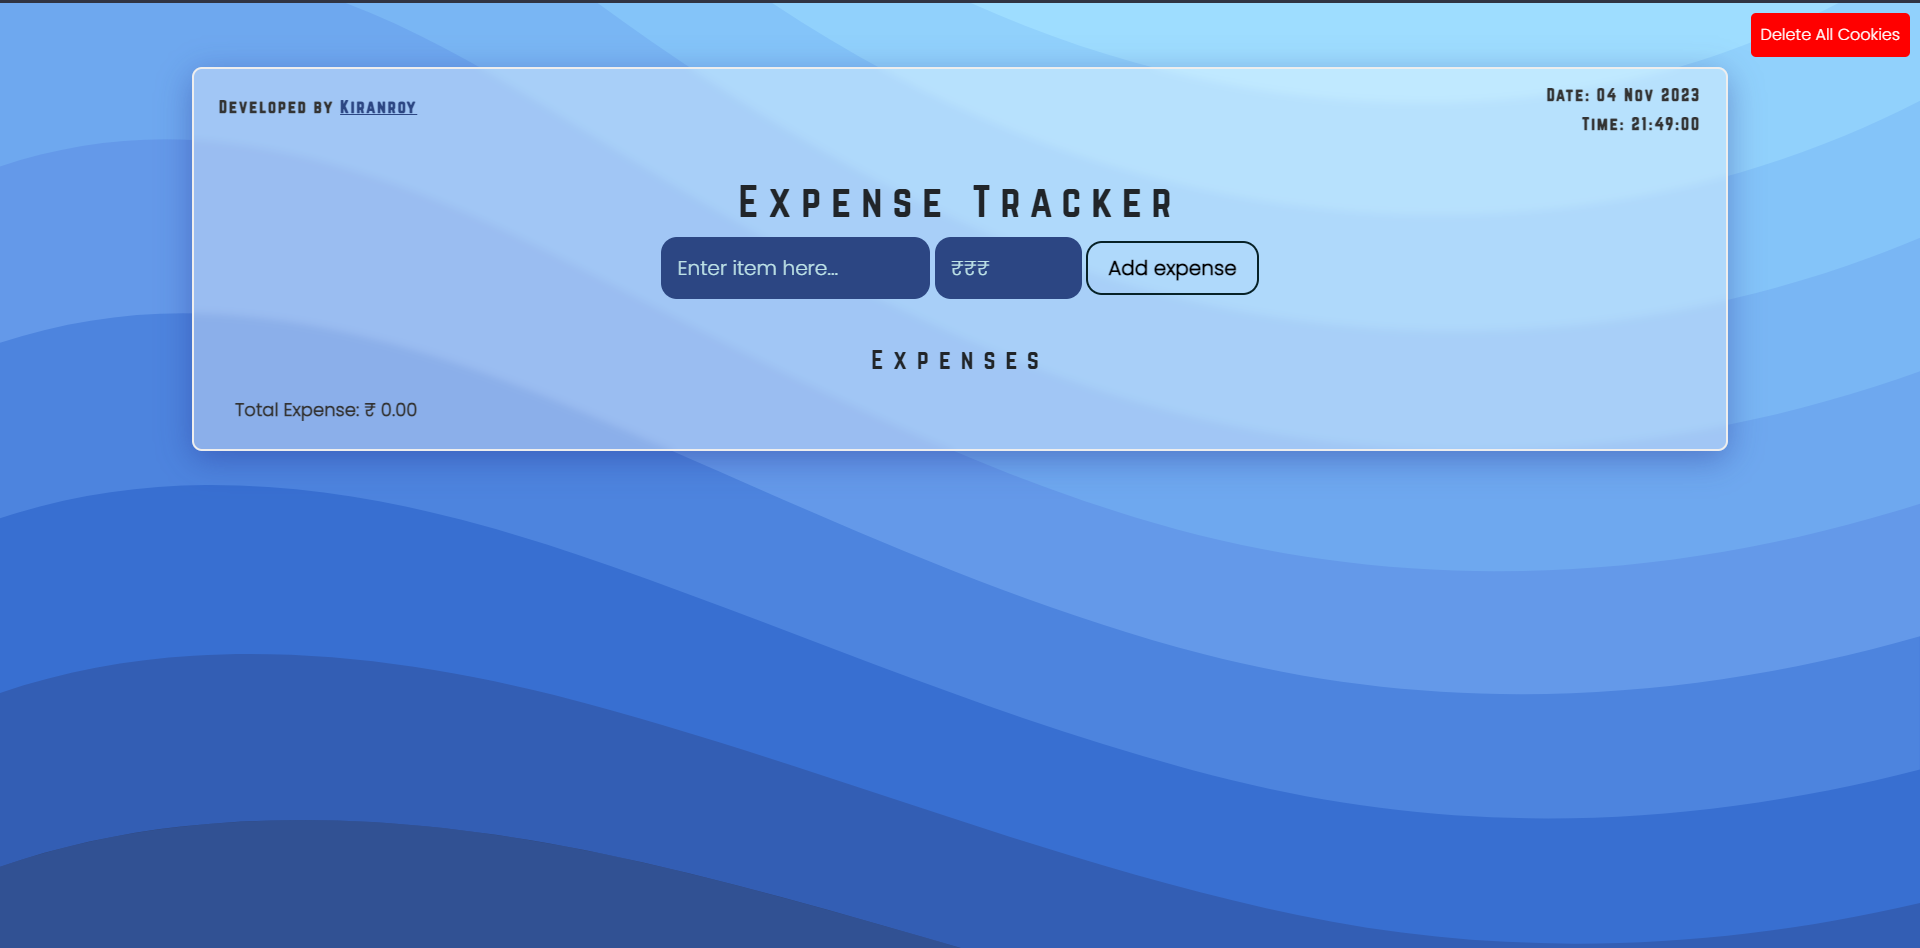 Delete All Cookies
Developed by Kiranroy
Date: 04 Nov 2023
Time: 21:49:00
Expense Tracker
Enter item here...
₹₹₹
Add expense
Expenses
Total Expense: ₹ 0.00